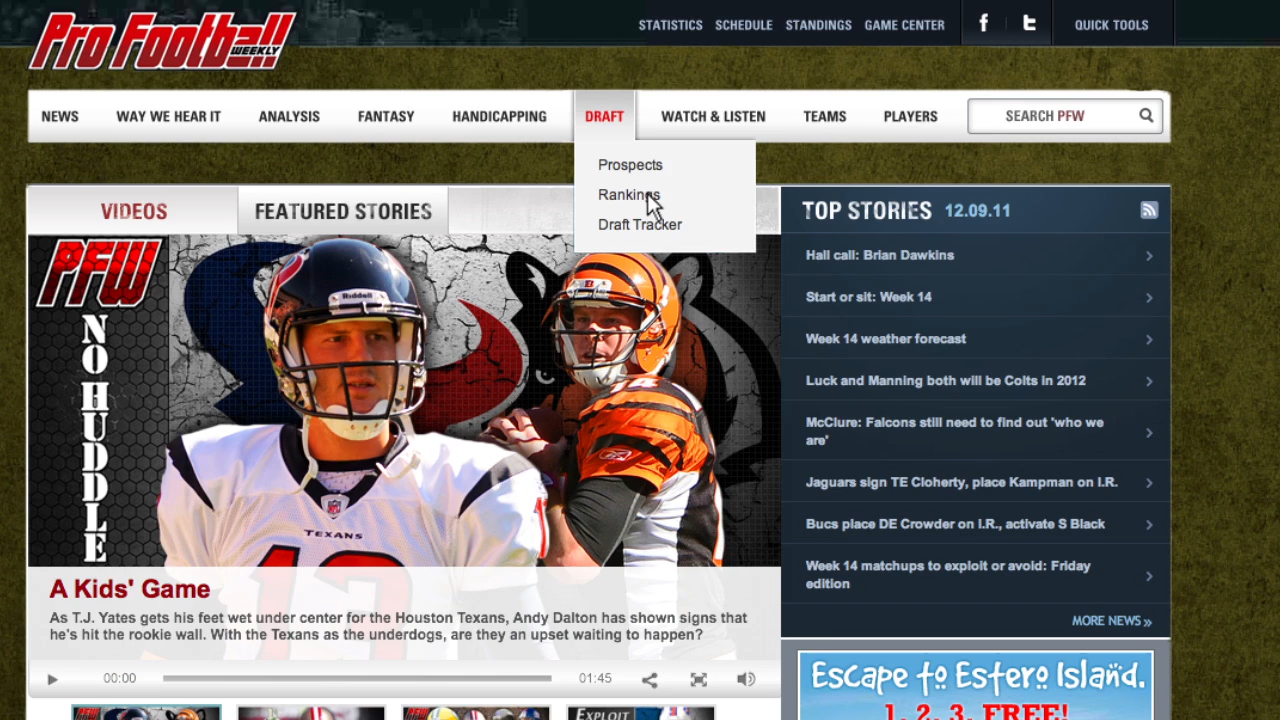 Pro Football
WEEKLY
STATISTICS SCHEDULE STANDINGS GAME CENTER
f t QUICK TOOLS
NEWS WAY WE HEAR IT ANALYSIS FANTASY HANDICAPPING DRAFT WATCH & LISTEN TEAMS PLAYERS SEARCH PFW
Prospects
Rankings
Draft Tracker
VIDEOS FEATURED STORIES
PFW
NO HUDDLE
Riddell
TEXANS
A Kids' Game
As T.J. Yates gets his feet wet under center for the Houston Texans, Andy Dalton has shown signs that
he's hit the rookie wall. With the Texans as the underdogs, are they an upset waiting to happen?
00:00 01:45
EXPLOIT
TOP STORIES 12.09.11
Hall call: Brian Dawkins
Start or sit: Week 14
Week 14 weather forecast
Luck and Manning both will be Colts in 2012
McClure: Falcons still need to find out 'who we
are'
Jaguars sign TE Cloherty, place Kampman on I.R.
Bucs place DE Crowder on I.R., activate S Black
Week 14 matchups to exploit or avoid: Friday
edition
MORE NEWS »
Escape to Estero Island.
1, 2, 3, FREE!